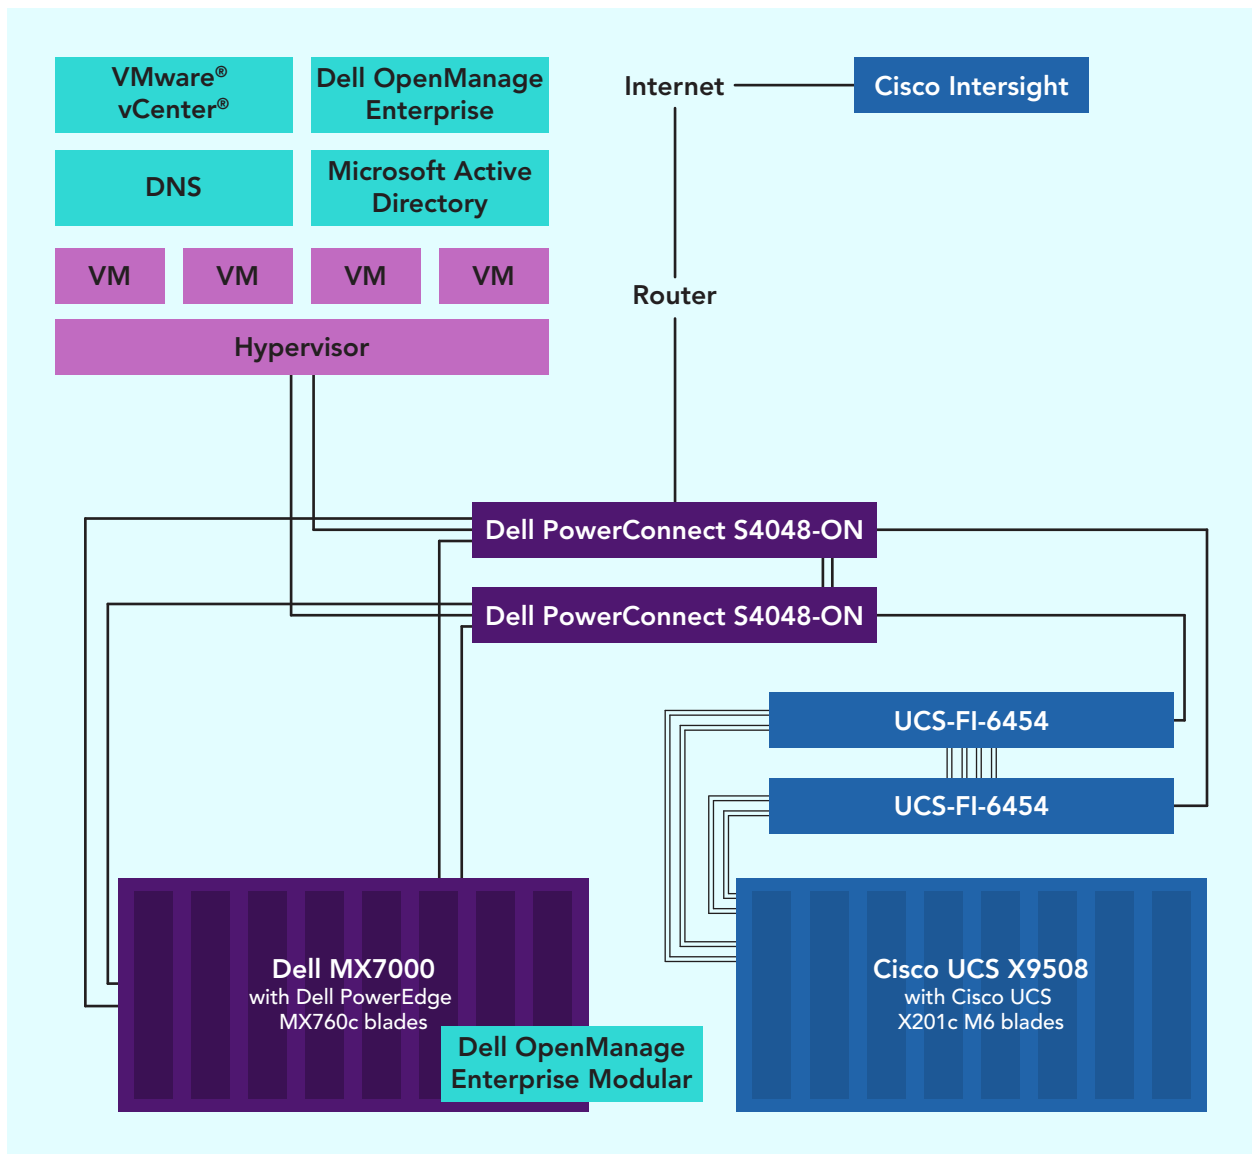 VMware®
vCenter®
Dell OpenManage
Enterprise
Internet
Cisco Intersight
DNS
Microsoft Active
Directory
VM
VM
VM
VM
Router
Hypervisor
Dell PowerConnect S4048-ON
Dell PowerConnect S4048-ON
UCS-FI-6454
UCS-FI-6454
Dell MX7000
with Dell PowerEdge
MX760c blades
Dell OpenManage
Enterprise Modular
Cisco UCS X9508
with Cisco UCS
X201c M6 blades